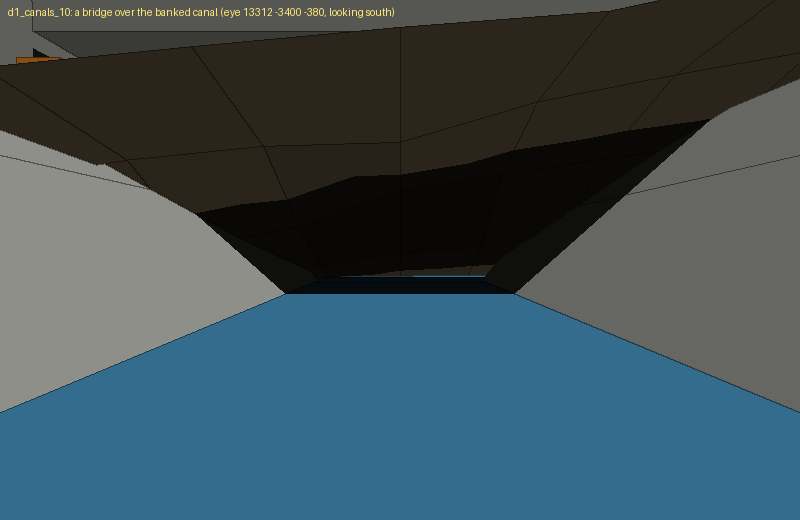 d1_canals_10: a bridge over the banked canal (eye 13312 -3400 -380, looking south)